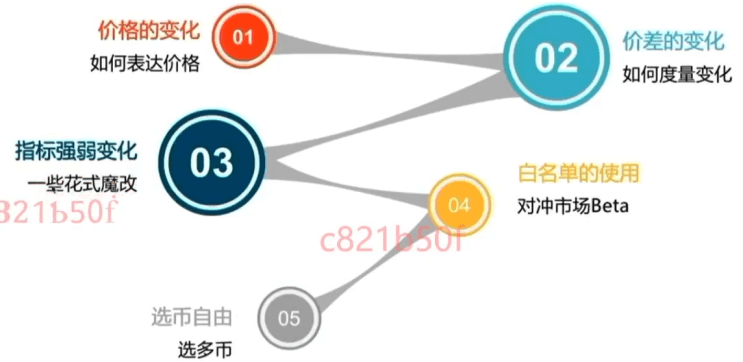 价格的变化
如何表达价格
01
02
价差的变化
如何度量变化
指标强弱变化
一些花式魔改
03
白名单的使用
对冲市场Beta
04
选币自由
选多币
05
c821b50f
821b50f